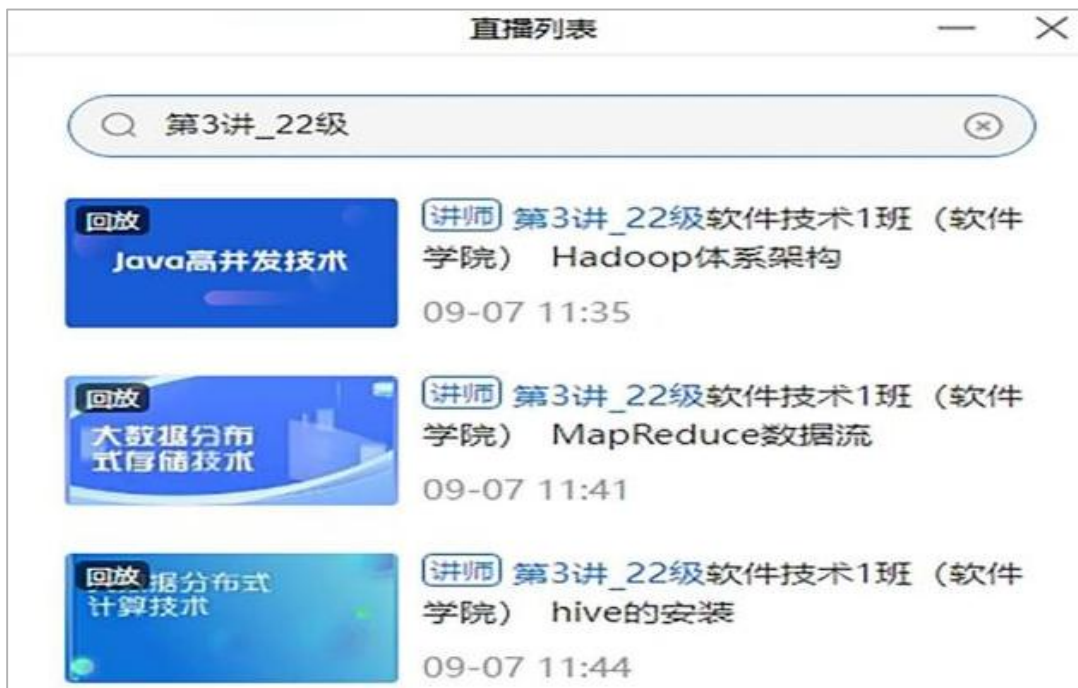 直播列表
第3讲_22级
回放
Java高并发技术
讲师 第3讲_22级软件技术1班（软件
学院） Hadoop体系架构
09-07 11:35
回放
大数据分布
式存储技术
讲师 第3讲_22级软件技术1班（软件
学院） MapReduce数据流
09-07 11:41
回放
数据分布式
计算技术
讲师 第3讲_22级软件技术1班（软件
学院） hive的安装
09-07 11:44